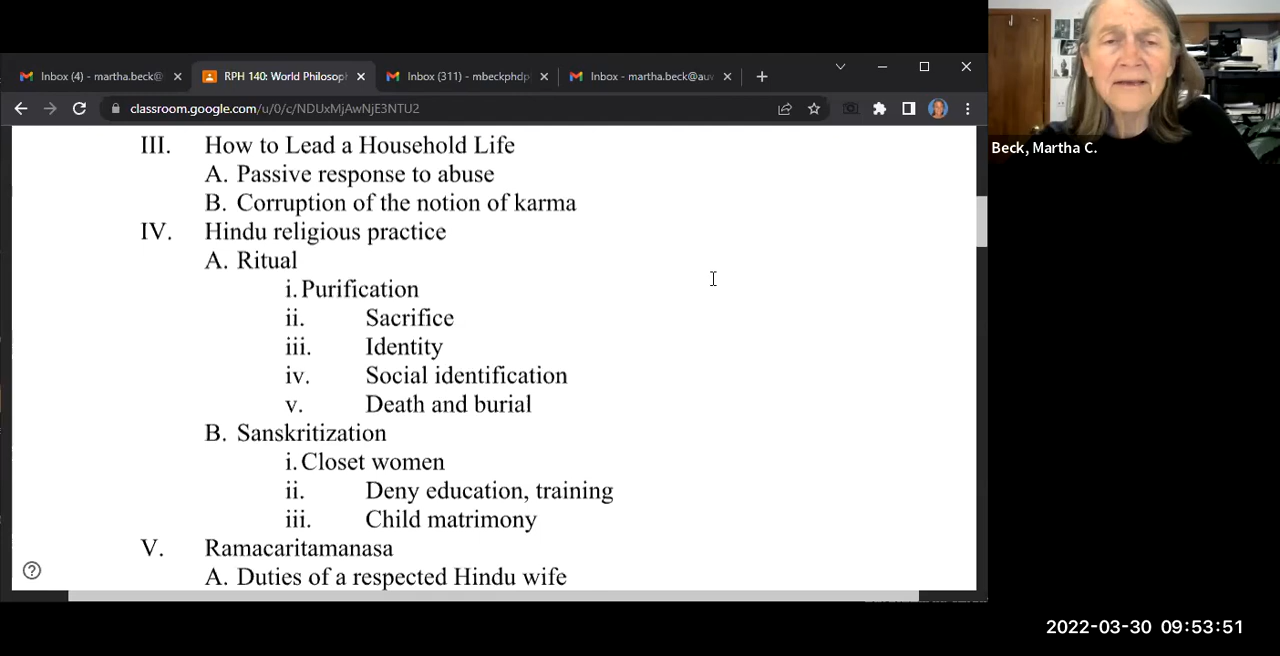 Inbox (4) - martha.beck@
RPH 140: World Philosoph
Inbox (311) - mbeckphdp
Inbox - martha.beck@au
classroom.google.com/u/0/c/NDUxMjAwNjE3NTU2
III. How to Lead a Household Life
A. Passive response to abuse
B. Corruption of the notion of karma
IV. Hindu religious practice
A. Ritual
i. Purification
ii. Sacrifice
iii. Identity
iv. Social identification
v. Death and burial
B. Sanskritization
i. Closet women
ii. Deny education, training
iii. Child matrimony
V. Ramacaritamanasa
A. Duties of a respected Hindu wife
Beck, Martha C.
2022-03-30 09:53:51